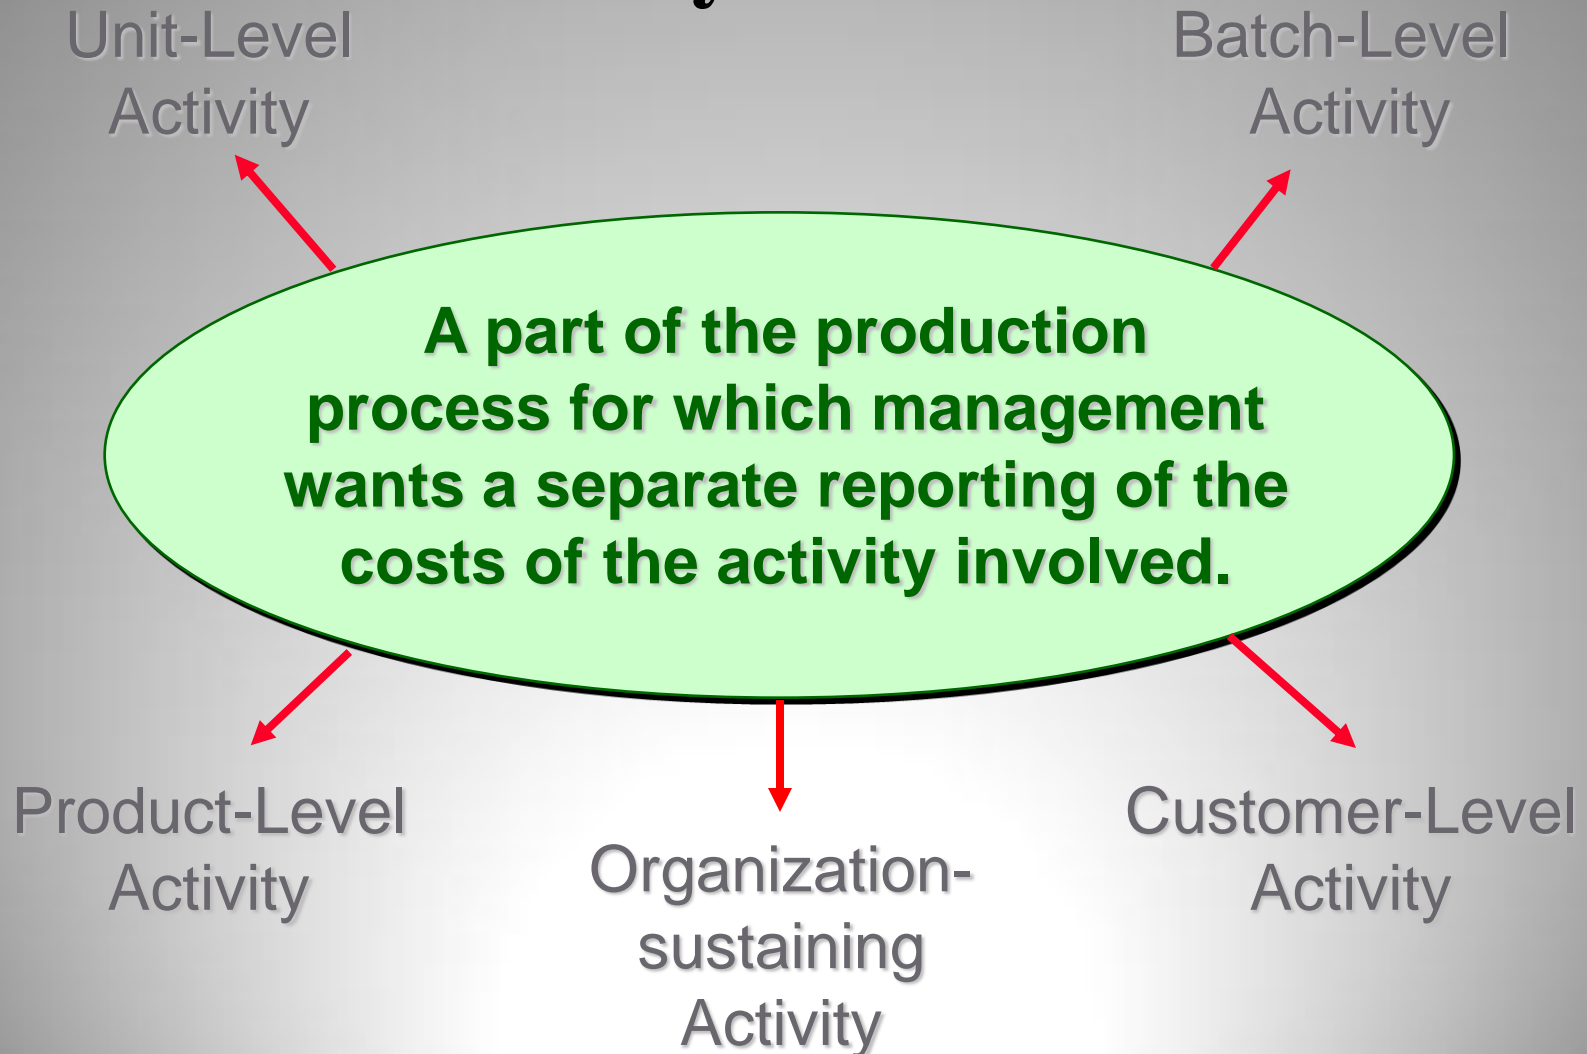 Unit-Level
Activity
Batch-Level
Activity
A part of the production
process for which management
wants a separate reporting of the
costs of the activity involved.
Product-Level
Activity
Organization-
sustaining
Activity
Customer-Level
Activity